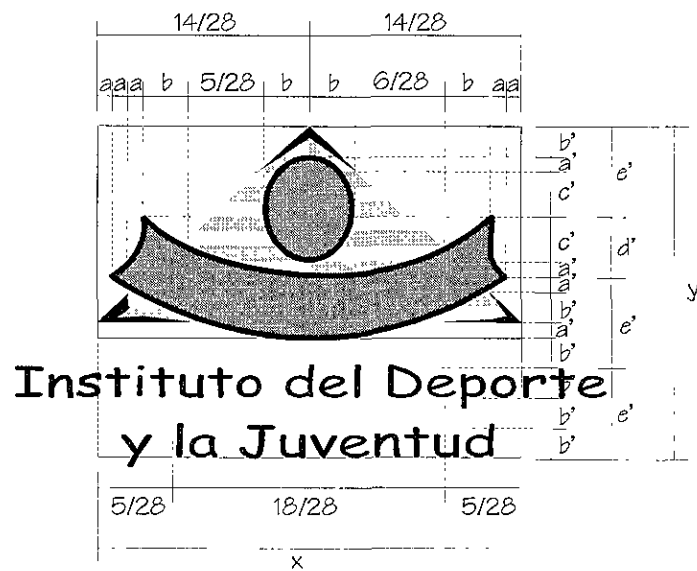 14/28 14/28
a a a b 5/28 b b 6/28 b a a
b'
a' e'
c'
c' d'
a'
a' y
b'
a' e'
b'
Instituto del Deporte
b'
b' e'
y la Juventud
b'
5/28 18/28 5/28
x